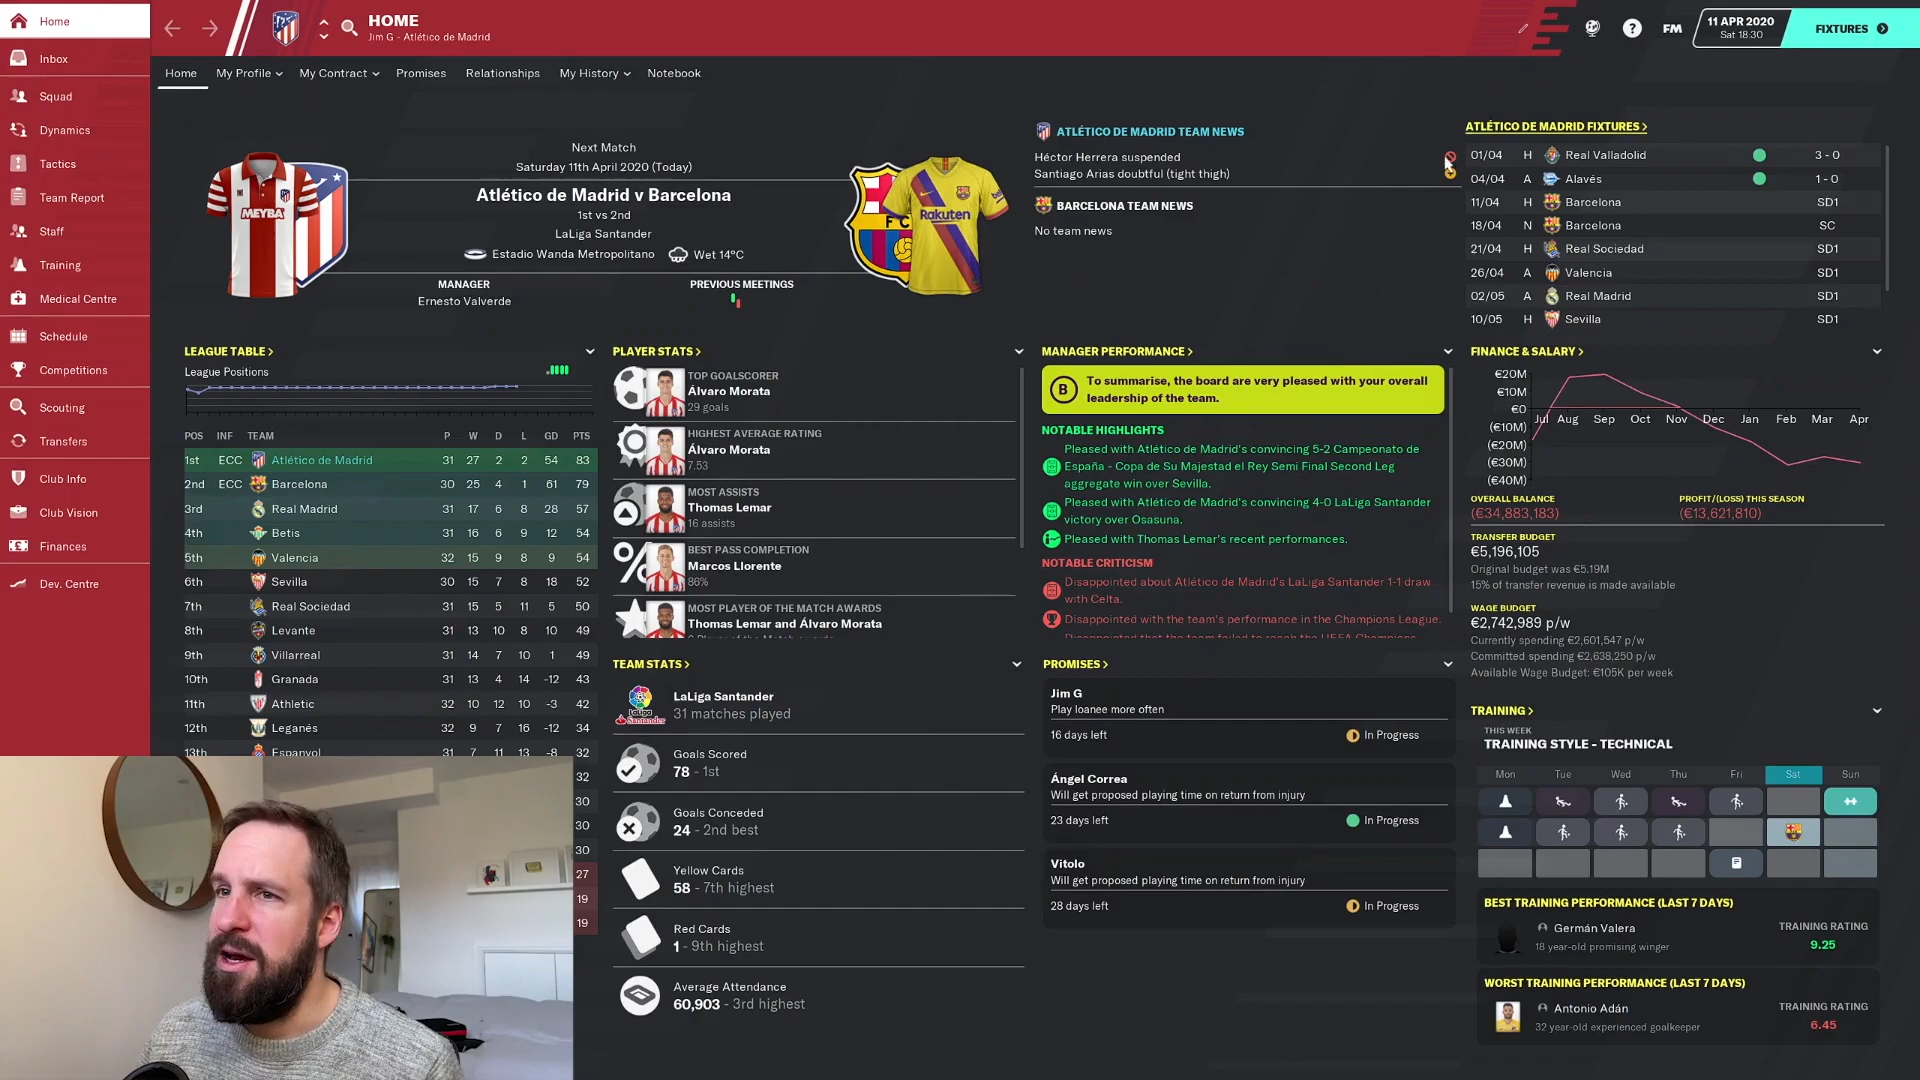 Home
Inbox
Squad
Dynamics
Tactics
Team Report
Staff
Training
Medical Centre
Schedule
Competitions
Scouting
Transfers
Club Info
Club Vision
Finances
Dev. Centre
HOME
Jim G - Atlético de Madrid
FM
11 APR 2020
Sat 18:30
FIXTURES
Home
My Profile
My Contract
Promises
Relationships
My History
Notebook
Next Match
Saturday 11th April 2020 (Today)
Atlético de Madrid v Barcelona
1st vs 2nd
LaLiga Santander
Estadio Wanda Metropolitano
Wet 14°C
MANAGER
Ernesto Valverde
PREVIOUS MEETINGS
MEYBA
Rakuten
ATLÉTICO DE MADRID TEAM NEWS
Héctor Herrera suspended
Santiago Arias doubtful (tight thigh)
BARCELONA TEAM NEWS
No team news
ATLÉTICO DE MADRID FIXTURES >
01/04 H Real Valladolid 3 - 0
04/04 A Alavés 1 - 0
11/04 H Barcelona SD1
18/04 N Barcelona SC
21/04 H Real Sociedad SD1
26/04 A Valencia SD1
02/05 A Real Madrid SD1
10/05 H Sevilla SD1
LEAGUE TABLE >
League Positions
POS INF TEAM P W D L GD PTS
1st ECC Atlético de Madrid 31 27 2 2 54 83
2nd ECC Barcelona 30 25 4 1 61 79
3rd Real Madrid 31 17 6 8 28 57
4th Betis 31 16 6 9 12 54
5th Valencia 32 15 9 8 9 54
6th Sevilla 30 15 7 8 18 52
7th Real Sociedad 31 15 5 11 5 50
8th Levante 31 13 10 8 10 49
9th Villarreal 31 14 7 10 1 49
10th Granada 31 13 4 14 -12 43
11th Athletic 32 10 12 10 -3 42
12th Leganés 32 9 7 16 -12 34
13th Espanyol 31 7 11 13 -8 32
32
30
30
30
27
19
19
PLAYER STATS >
TOP GOALSCORER
Álvaro Morata
29 goals
HIGHEST AVERAGE RATING
Álvaro Morata
7.53
MOST ASSISTS
Thomas Lemar
16 assists
BEST PASS COMPLETION
Marcos Llorente
86%
MOST PLAYER OF THE MATCH AWARDS
Thomas Lemar and Álvaro Morata
TEAM STATS >
LaLiga Santander
31 matches played
Goals Scored
78 - 1st
Goals Conceded
24 - 2nd best
Yellow Cards
58 - 7th highest
Red Cards
1 - 9th highest
Average Attendance
60,903 - 3rd highest
MANAGER PERFORMANCE >
B
To summarise, the board are very pleased with your overall
leadership of the team.
NOTABLE HIGHLIGHTS
Pleased with Atlético de Madrid's convincing 5-2 Campeonato de
España - Copa de Su Majestad el Rey Semi Final Second Leg
aggregate win over Sevilla.
Pleased with Atlético de Madrid's convincing 4-0 LaLiga Santander
victory over Osasuna.
Pleased with Thomas Lemar's recent performances.
NOTABLE CRITICISM
Disappointed about Atlético de Madrid's LaLiga Santander 1-1 draw
with Celta.
Disappointed with the team's performance in the Champions League.
Disappointed that the team failed to reach the UEFA Champions
PROMISES >
Jim G
Play loanee more often
16 days left
In Progress
Ángel Correa
Will get proposed playing time on return from injury
23 days left
In Progress
Vitolo
Will get proposed playing time on return from injury
28 days left
In Progress
FINANCE & SALARY >
€20M
€10M
€0
(€10M)
(€20M)
(€30M)
(€40M)
Jul Aug Sep Oct Nov Dec Jan Feb Mar Apr
OVERALL BALANCE
(€34,883,183)
PROFIT/(LOSS) THIS SEASON
(€13,621,810)
TRANSFER BUDGET
€5,196,105
Original budget was €5.19M
15% of transfer revenue is made available
WAGE BUDGET
€2,742,989 p/w
Currently spending €2,601,547 p/w
Committed spending €2,638,250 p/w
Available Wage Budget: €105K per week
TRAINING >
THIS WEEK
TRAINING STYLE - TECHNICAL
Mon Tue Wed Thu Fri Sat Sun
BEST TRAINING PERFORMANCE (LAST 7 DAYS)
Germán Valera
18 year-old promising winger
TRAINING RATING
9.25
WORST TRAINING PERFORMANCE (LAST 7 DAYS)
Antonio Adán
32 year-old experienced goalkeeper
TRAINING RATING
6.45